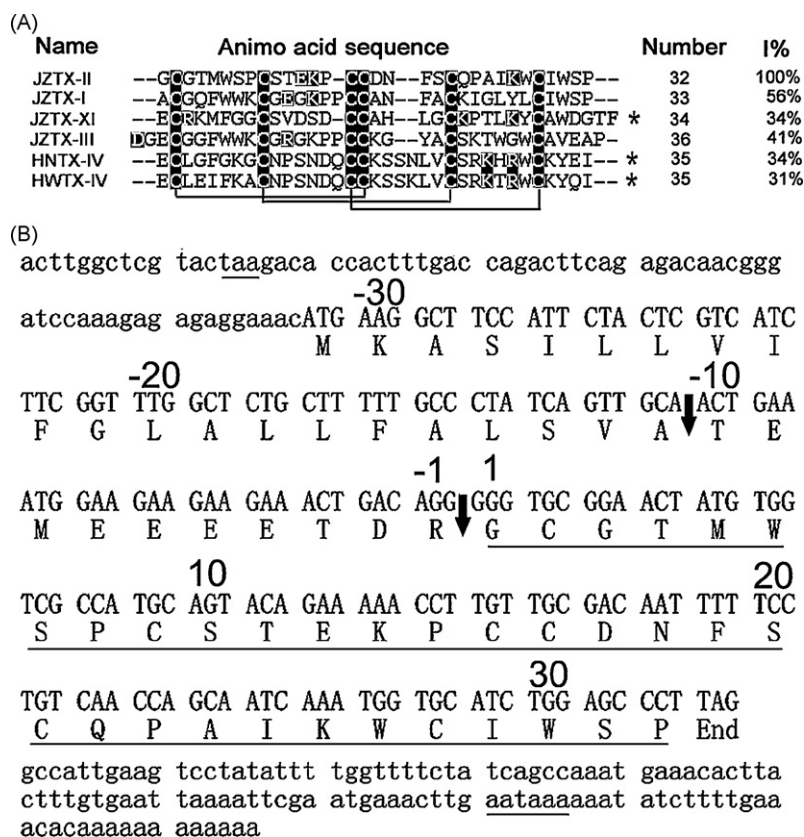 (A)
Name Animo acid sequence Number I%
JZTX-II --GCGTMWSPCSTEKP-CCDN--FSCQPAIKWCIWSP-- 32 100%
JZTX-I --ACGQFWWKCGEGKPPCCAN--FACKIGLYLCIWSP-- 33 56%
JZTX-XI --ECRKMFGGCSVDSD-CCAH--LGCKPTLKYCAWDGTF * 34 34%
JZTX-III DGECGGFWWKCGRGKPPCCKG--YACSKTWGWCAVEAP- 36 41%
HNTX-IV --ECLGFGKGCNPSNDQCCKSSNLVCSRKHRWCKYEI-- * 35 34%
HWTX-IV --ECLEIFKACNPSNDQCCKSSKLVCSRKTRWCKYQI-- * 35 31%
(B)
acttggctcg tactaagaca ccactttgac cagacttcag agacaacggg
-30
atccaaagag agaggaaacATG AAG GCT TCC ATT CTA CTC GTC ATC
M K A S I L L V I
-20 -10
TTC GGT TTG GCT CTG CTT TTT GCC CTA TCA GTT GCA ACT GAA
F G L A L L F A L S V A T E
-1 1
ATG GAA GAA GAA GAA ACT GAC AGG GGG TGC GGA ACT ATG TGG
M E E E E T D R G C G T M W
10 20
TCG CCA TGC AGT ACA GAA AAA CCT TGT TGC GAC AAT TTT TCC
S P C S T E K P C C D N F S
30
TGT CAA CCA GCA ATC AAA TGG TGC ATC TGG AGC CCT TAG
C Q P A I K W C I W S P End
gccattgaag tcctatattt tggttttcta tcagccaaat gaaacactta
ctttgtgaat taaaattcga atgaaacttg aataaaaaat atcttttgaa
acacaaaaaa aaaaaa